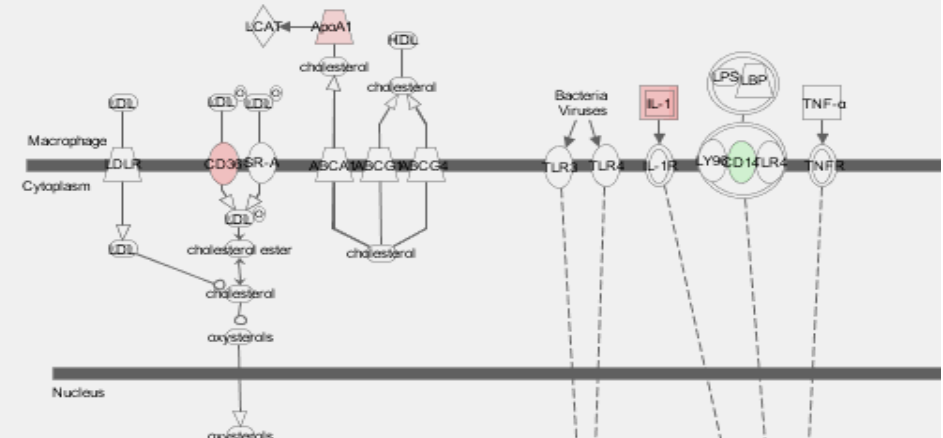 LCAT
ApoA1
HDL
cholesterol
cholesterol
LPS
LBP
LDL
LDL
O
LDL
O
Bacteria
Viruses
IL-1
TNF-α
Macrophage
LDLR
CD36
SR-A
ABCA1
ABCG1
ABCG4
TLR3
TLR4
IL-1R
LY96
CD14
TLR4
TNFR
Cytoplasm
LDL
O
LDL
cholesterol ester
cholesterol
cholesterol
oxysterols
Nucleus
oxysterols